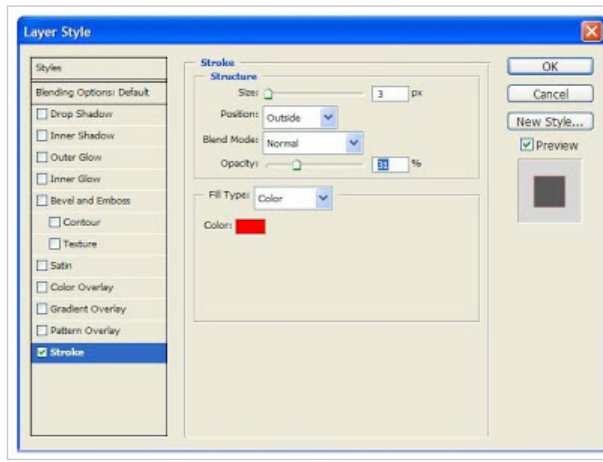 Layer Style
Styles
Blending Options: Default
Drop Shadow
Inner Shadow
Outer Glow
Inner Glow
Bevel and Emboss
Contour
Texture
Satin
Color Overlay
Gradient Overlay
Pattern Overlay
Stroke
Stroke
Structure
Size: 3 px
Position: Outside
Blend Mode: Normal
Opacity: 31 %
Fill Type: Color
Color:
OK
Cancel
New Style...
Preview